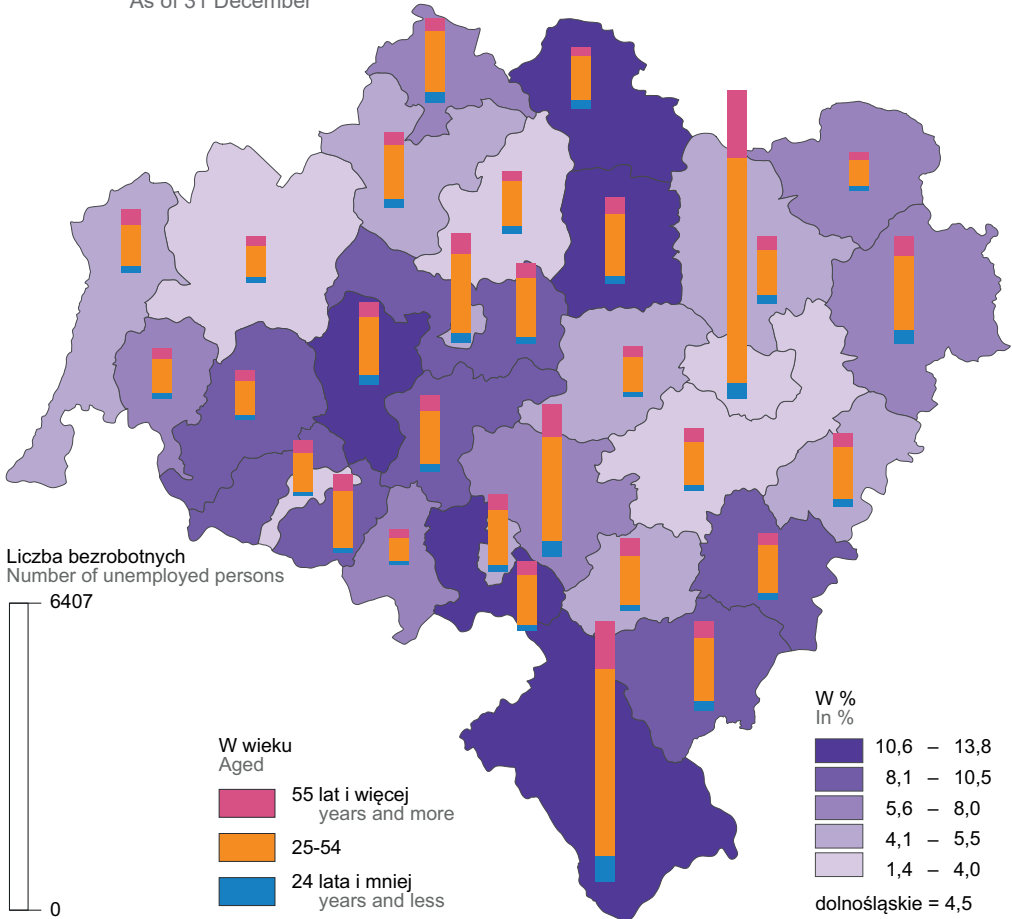 As of 31 December
Liczba bezrobotnych
Number of unemployed persons
6407
0
W wieku
Aged
55 lat i więcej
years and more
25-54
24 lata i mniej
years and less
W %
In %
10,6 – 13,8
8,1 – 10,5
5,6 – 8,0
4,1 – 5,5
1,4 – 4,0
dolnośląskie = 4,5